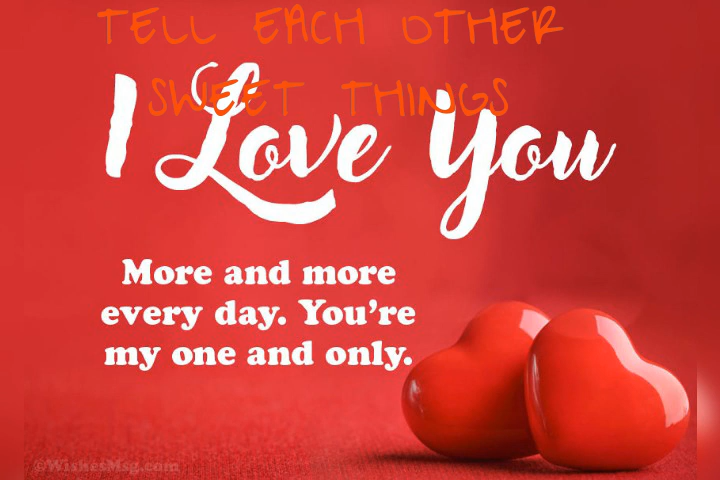 TELL EACH OTHER
SWEET THINGS
I Love You
More and more
every day. You're
my one and only.
©WishesMsg.com